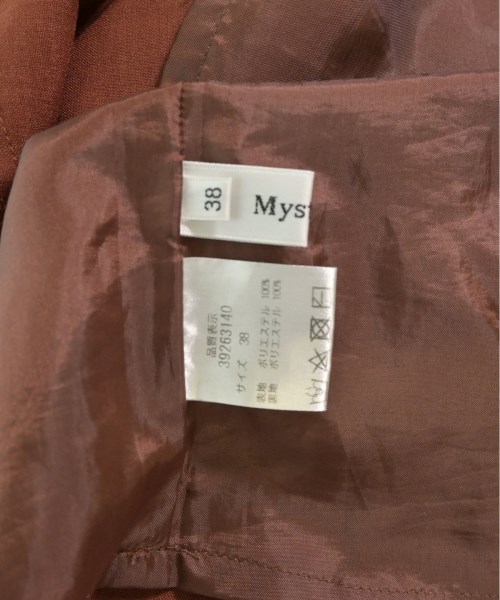 38
Myst
品質表示
39263140
サイズ 38
表地 ポリエステル 100%
裏地 ポリエステル 100%